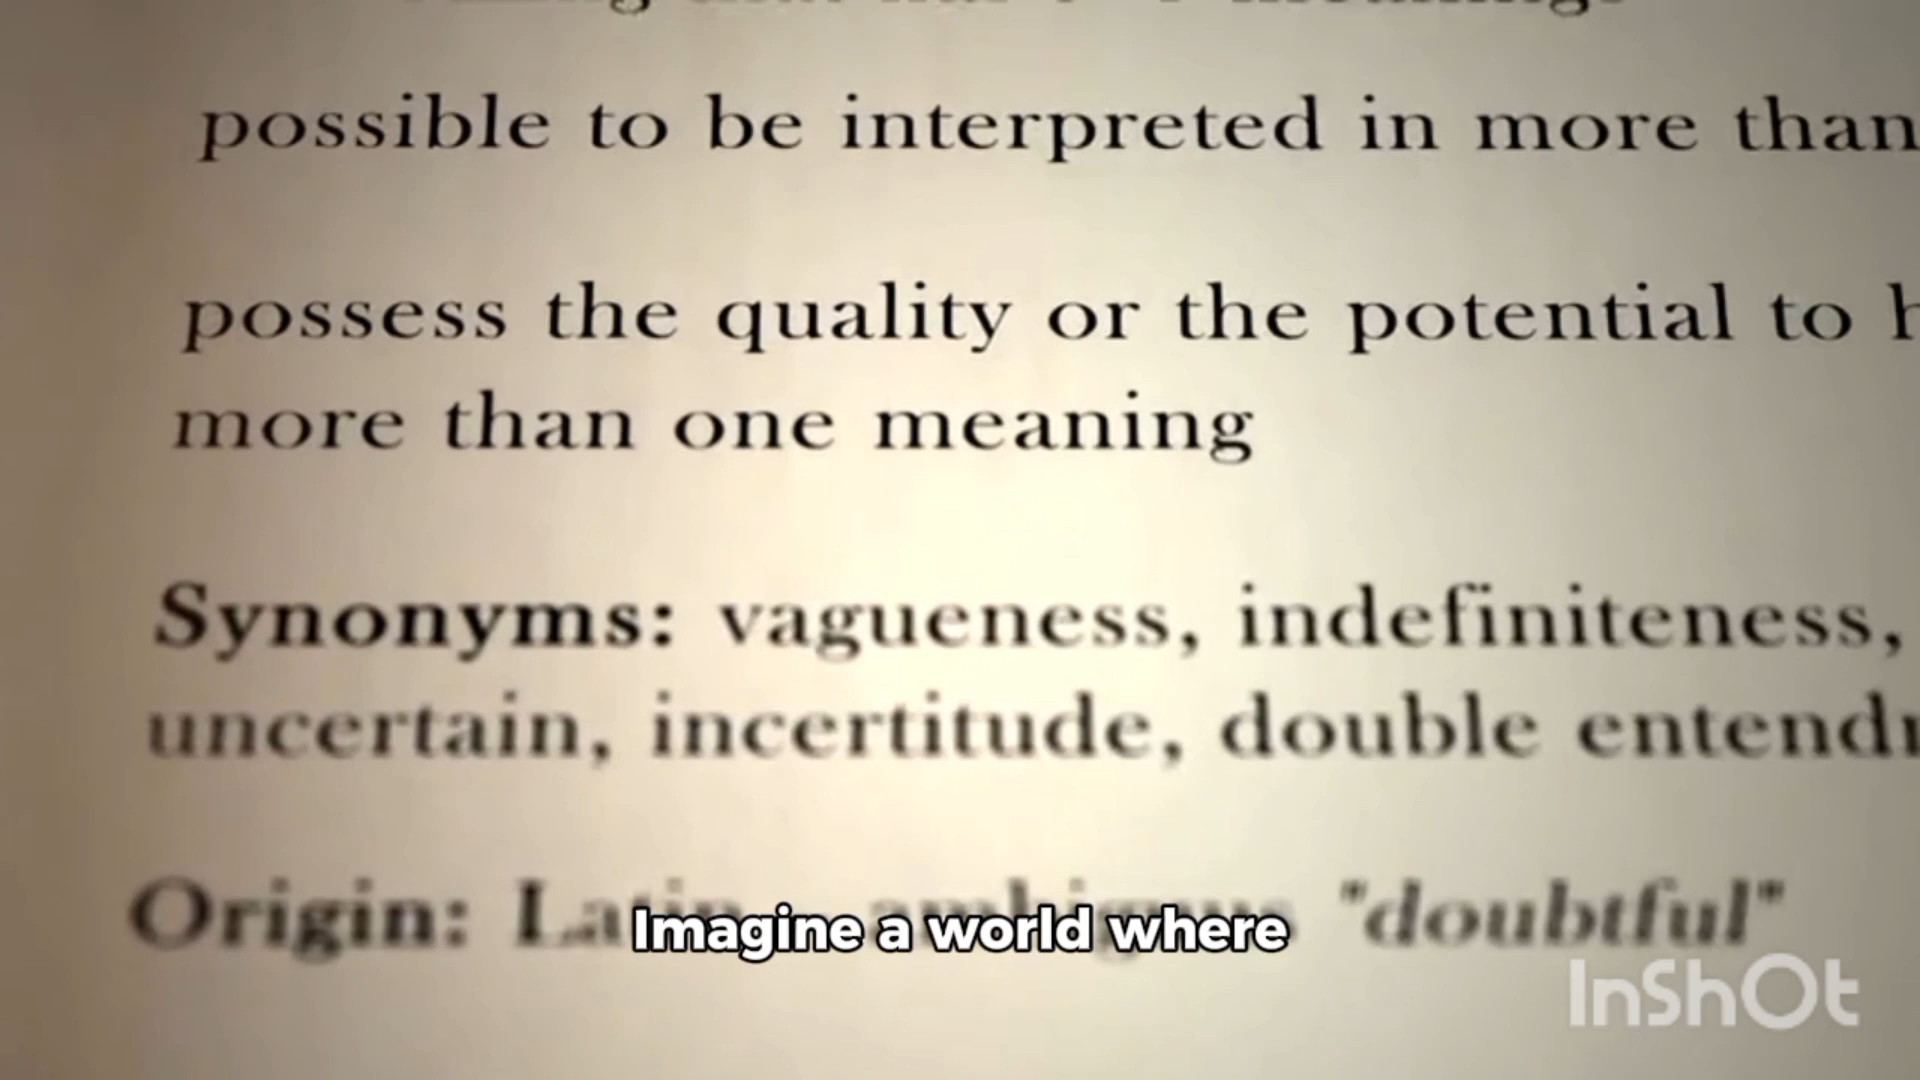 possible to be interpreted in more than
possess the quality or the potential to h
more than one meaning
Synonyms: vagueness, indefiniteness,
uncertain, incertitude, double entendr
Origin: "doubtful"
Imagine a world where
InShOt